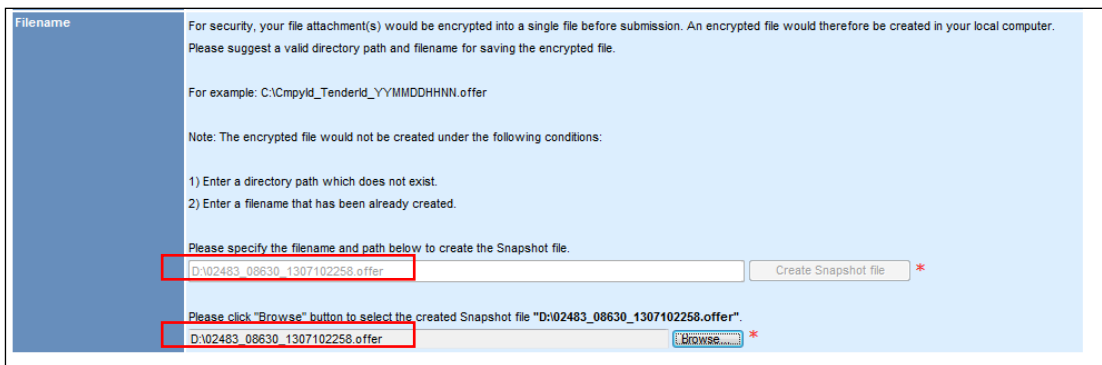 Filename
For security, your file attachment(s) would be encrypted into a single file before submission. An encrypted file would therefore be created in your local computer.
Please suggest a valid directory path and filename for saving the encrypted file.
For example: C:\CmpyId_TenderId_YYMMDDHHNN.offer
Note: The encrypted file would not be created under the following conditions:
1) Enter a directory path which does not exist.
2) Enter a filename that has been already created.
Please specify the filename and path below to create the Snapshot file.
D:\02483_08630_1307102258.offer Create Snapshot file *
Please click "Browse" button to select the created Snapshot file "D:\02483_08630_1307102258.offer".
D:\02483_08630_1307102258.offer Browse... *